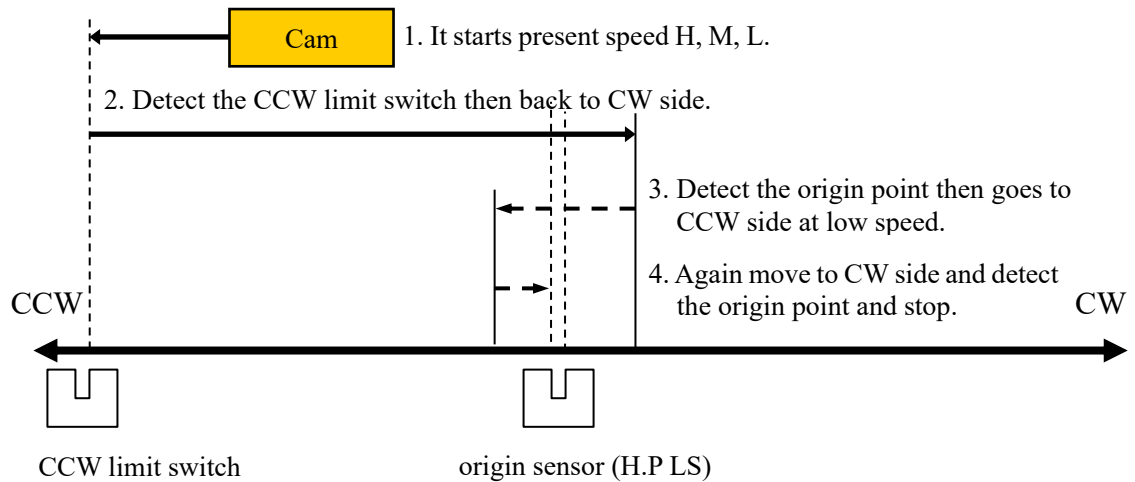 Cam
1. It starts present speed H, M, L.
2. Detect the CCW limit switch then back to CW side.
3. Detect the origin point then goes to
CCW side at low speed.
4. Again move to CW side and detect
the origin point and stop.
CCW
CW
CCW limit switch
origin sensor (H.P LS)